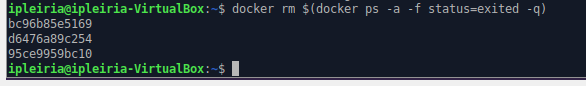 ipleiria@ipleiria-VirtualBox:~$ docker rm $(docker ps -a -f status=exited -q)
bc96b85e5169
d6476a89c254
95ce9959bc10
ipleiria@ipleiria-VirtualBox:~$